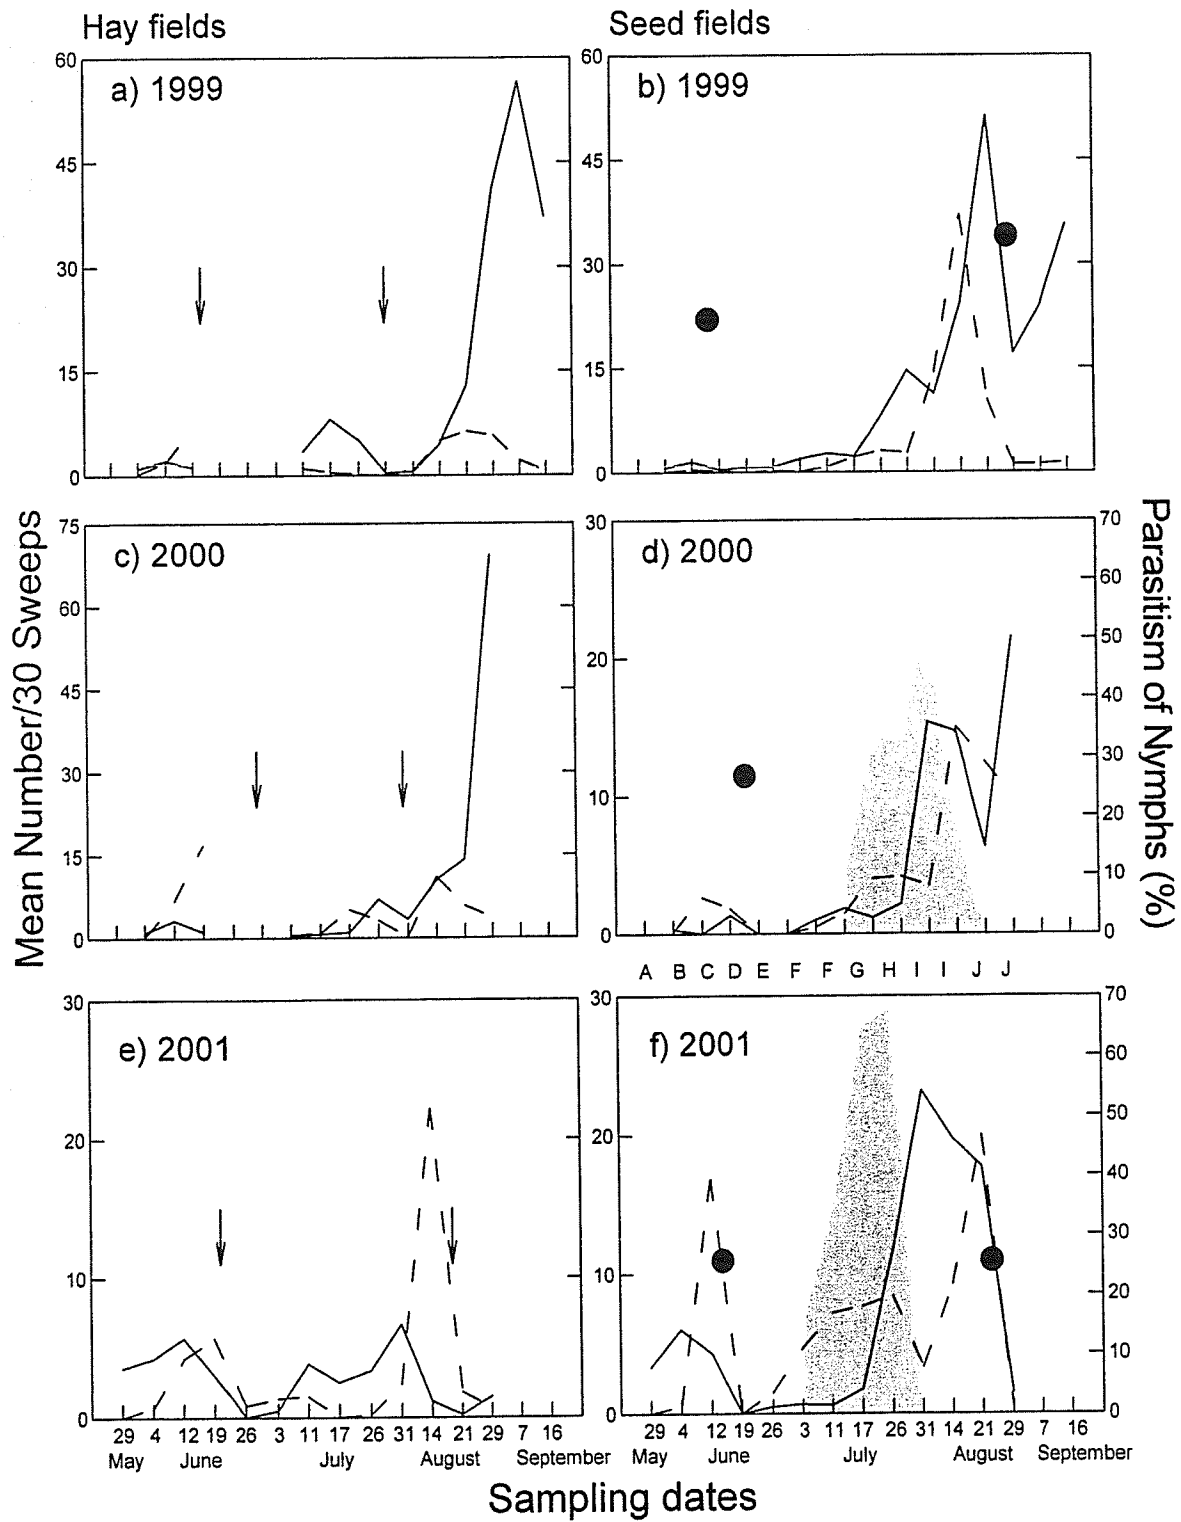 Hay fields
Seed fields
a) 1999
60
45
30
15
0
b) 1999
60
45
30
15
0
Mean Number/30 Sweeps
c) 2000
75
60
45
30
15
0
d) 2000
30
20
10
0
70
60
50
40
30
20
10
0
Parasitism of Nymphs (%)
A B C D E F F G H I I J J
e) 2001
30
20
10
0
29 4 12 19 26 3 11 17 26 31 14 21 29 7 16
May June July August September
f) 2001
30
20
10
0
70
60
50
40
30
20
10
0
29 4 12 19 26 3 11 17 26 31 14 21 29 7 16
May June July August September
Sampling dates